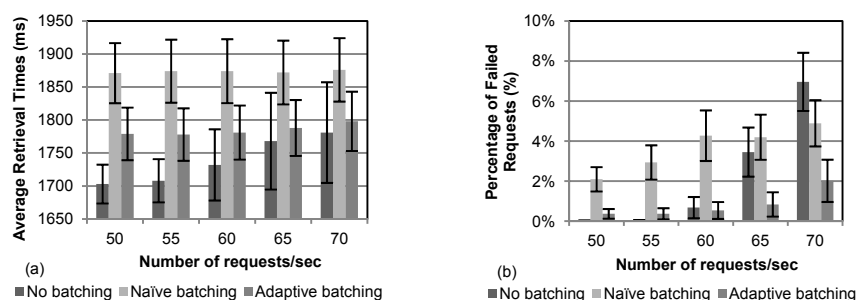 Average Retrieval Times (ms)
1950
1900
1850
1800
1750
1700
1650
50 55 60 65 70
Number of requests/sec
(a)
No batching Naïve batching Adaptive batching
Percentage of Failed
Requests (%)
10%
8%
6%
4%
2%
0%
50 55 60 65 70
Number of requests/sec
(b)
No batching Naïve batching Adaptive batching